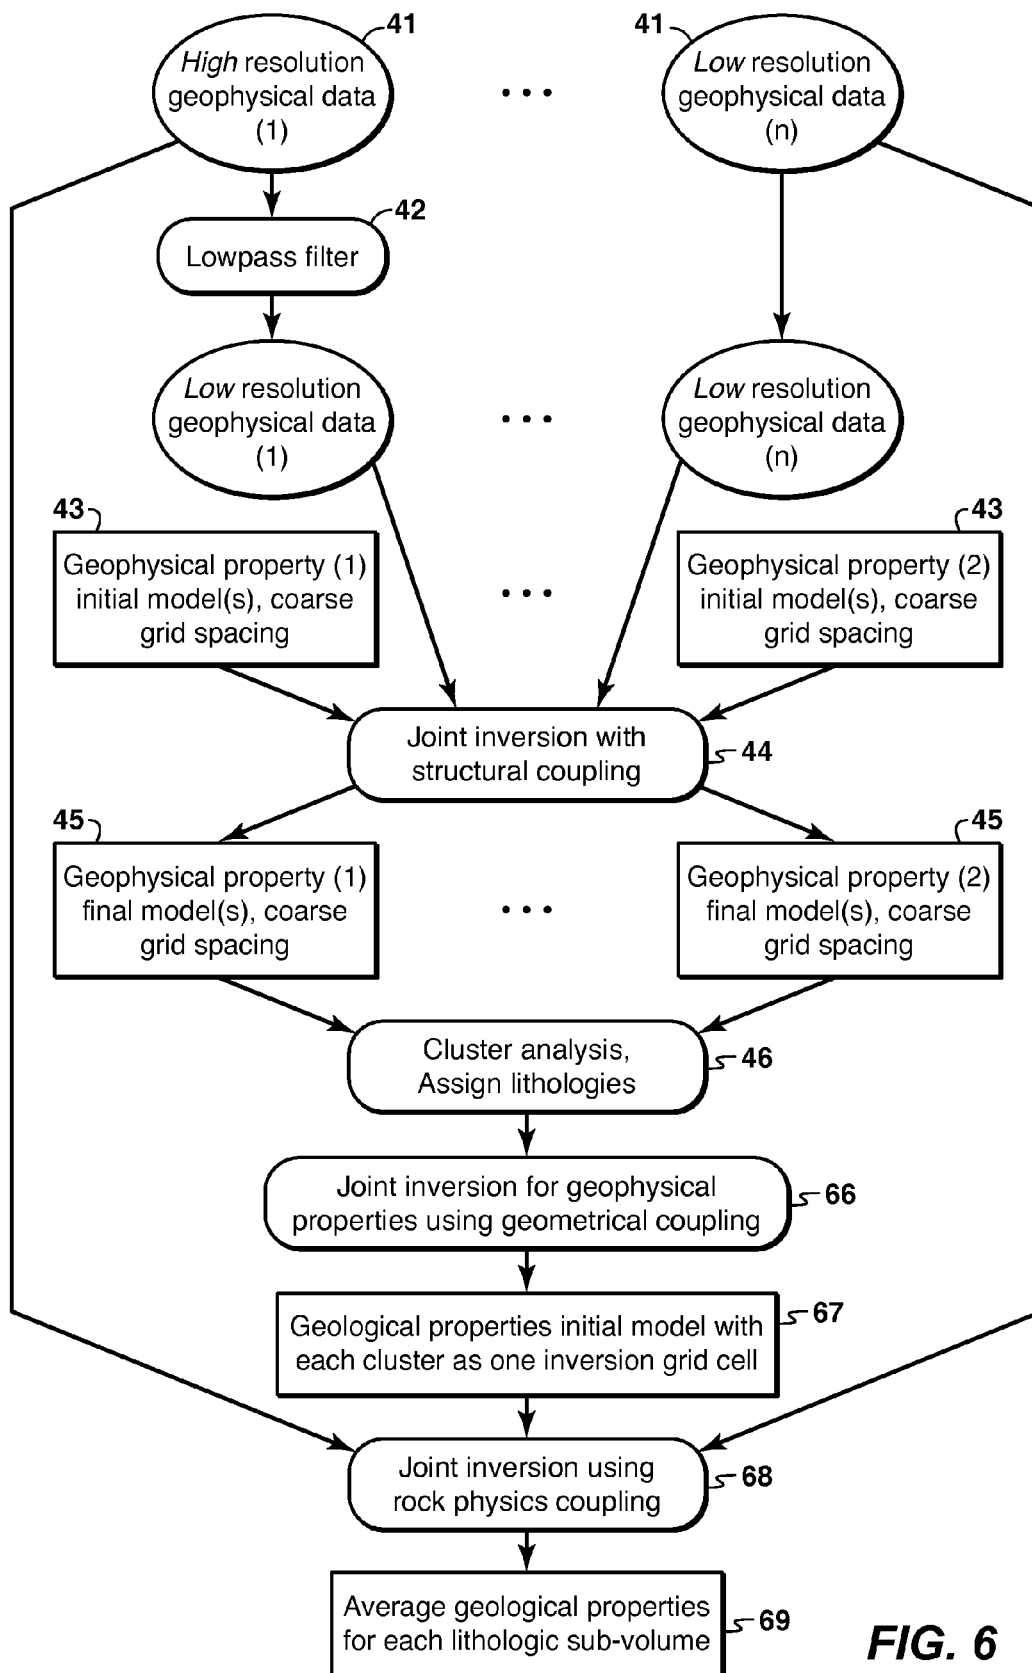 41
41
High resolution
geophysical data
(1)
• • •
Low resolution
geophysical data
(n)
42
Lowpass filter
Low resolution
geophysical data
(1)
• • •
Low resolution
geophysical data
(n)
43
43
Geophysical property (1)
initial model(s), coarse
grid spacing
• • •
Geophysical property (2)
initial model(s), coarse
grid spacing
Joint inversion with
structural coupling
44
45
45
Geophysical property (1)
final model(s), coarse
grid spacing
• • •
Geophysical property (2)
final model(s), coarse
grid spacing
Cluster analysis,
Assign lithologies
46
Joint inversion for geophysical
properties using geometrical coupling
66
Geological properties initial model with
each cluster as one inversion grid cell
67
Joint inversion using
rock physics coupling
68
Average geological properties
for each lithologic sub-volume
69
FIG. 6